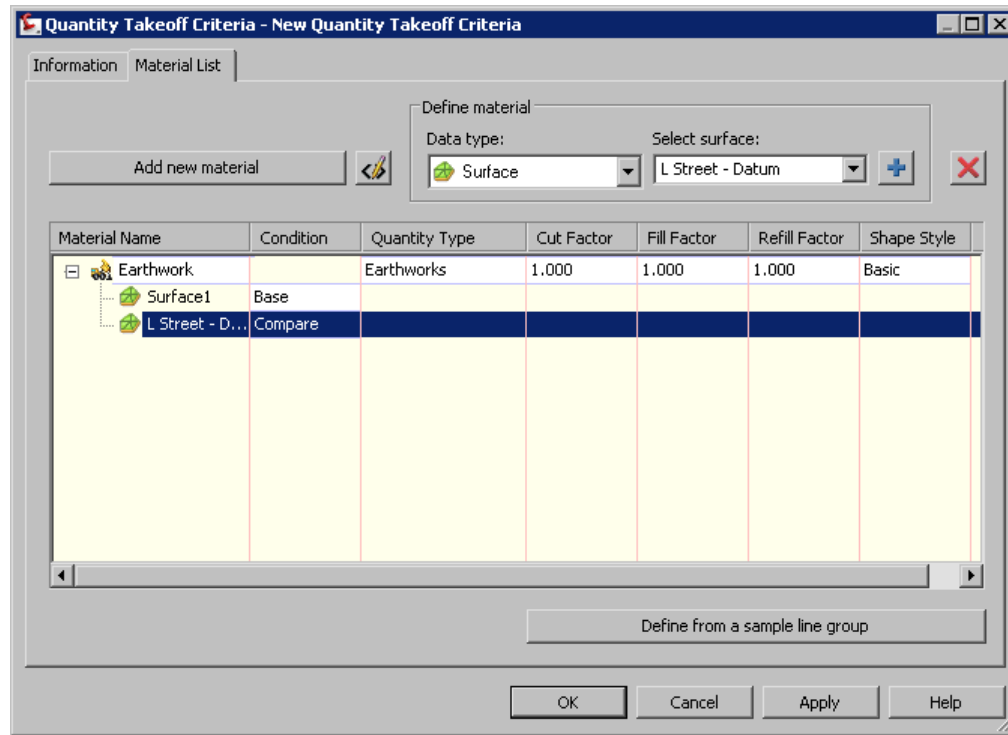 Quantity Takeoff Criteria - New Quantity Takeoff Criteria
Information Material List
Define material
Data type: Select surface:
Add new material Surface L Street - Datum
Material Name Condition Quantity Type Cut Factor Fill Factor Refill Factor Shape Style
Earthwork Earthworks 1.000 1.000 1.000 Basic
Surface1 Base
L Street - D... Compare
Define from a sample line group
OK Cancel Apply Help